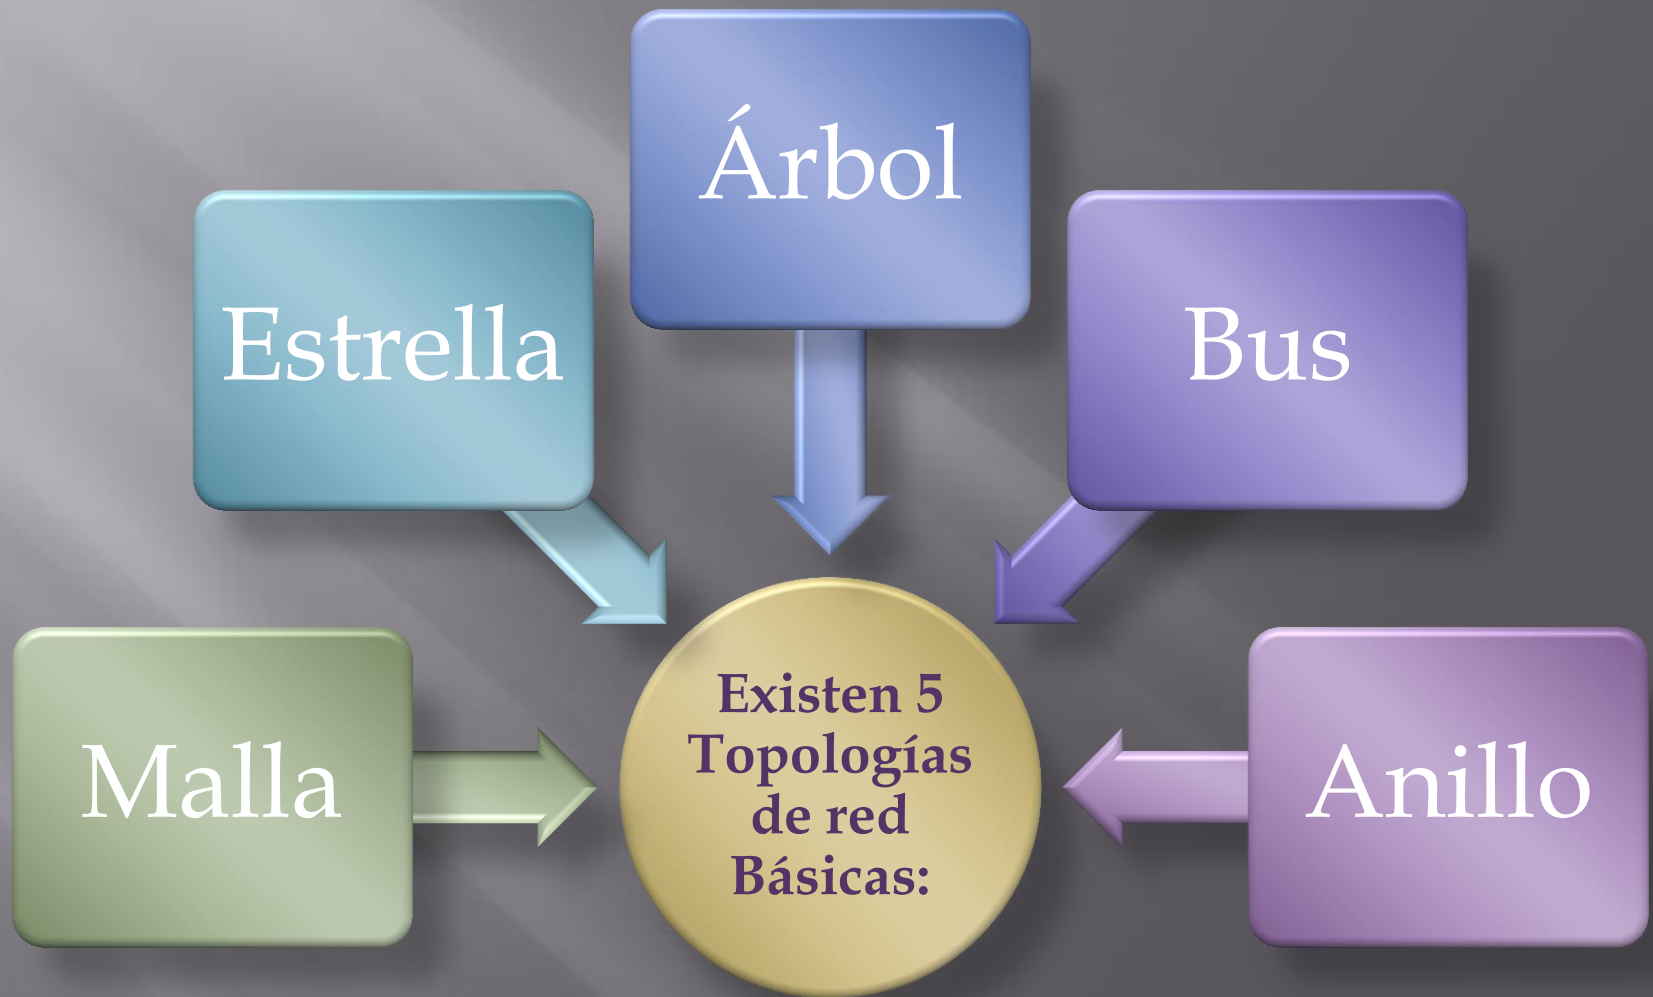 Malla
Estrella
Árbol
Bus
Anillo
Existen 5
Topologías
de red
Básicas: